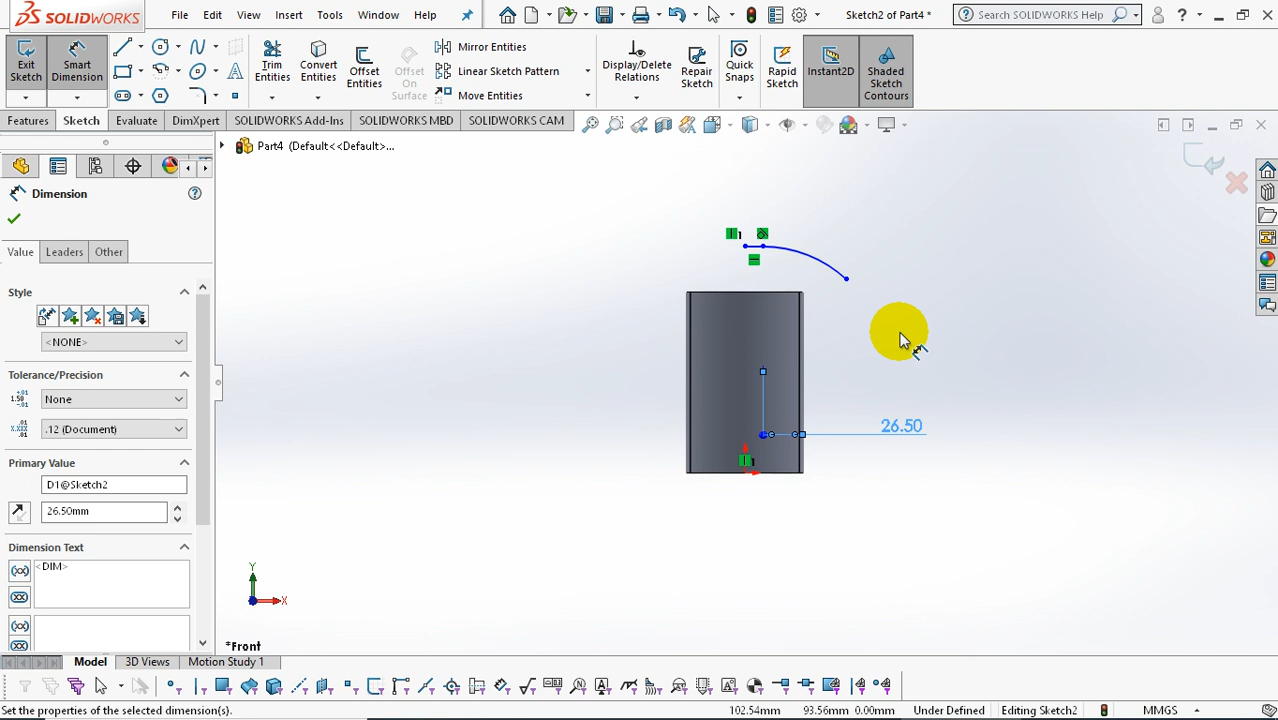 SOLIDWORKS File Edit View Insert Tools Window Help Sketch2 of Part4 * Search SOLIDWORKS Help ?
Exit Sketch Smart Dimension Trim Entities Convert Entities Offset Entities Offset On Surface Mirror Entities Linear Sketch Pattern Move Entities Display/Delete Relations Repair Sketch Quick Snaps Rapid Sketch Instant2D Shaded Sketch Contours
Features Sketch Evaluate DimXpert SOLIDWORKS Add-Ins SOLIDWORKS MBD SOLIDWORKS CAM
Part4 (Default<<Default>...
Dimension
Value Leaders Other
Style
<NONE>
Tolerance/Precision
None
.12 (Document)
Primary Value
D1@Sketch2
26.50mm
Dimension Text
<DIM>
1
26.50
1
Y
X
*Front
Model 3D Views Motion Study 1
Set the properties of the selected dimension(s). 102.54mm 93.56mm 0.00mm Under Defined Editing Sketch2 MMGS